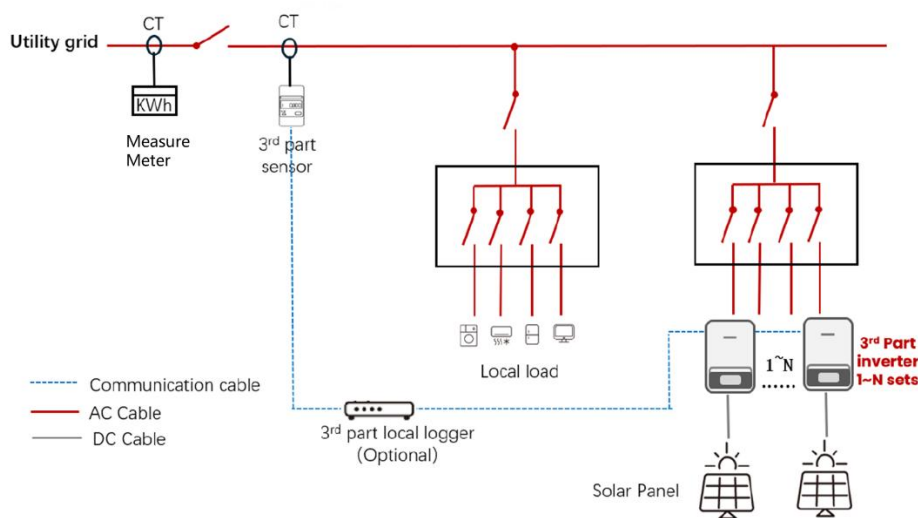 CT
CT
Utility grid
KWh
Measure
Meter
3rd part
sensor
1~N
......
3rd Part
inverter
1~N sets
Local load
Communication cable
AC Cable
DC Cable
3rd part local logger
(Optional)
Solar Panel